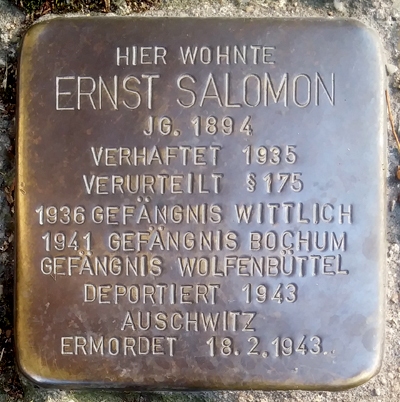 HIER WOHNTE
ERNST SALOMON
JG. 1894
VERHAFTET 1935
VERURTEILT §175
1936 GEFÄNGNIS WITTLICH
1941 GEFÄNGNIS BOCHUM
GEFÄNGNIS WOLFENBÜTTEL
DEPORTIERT 1943
AUSCHWITZ
ERMORDET 18.2.1943